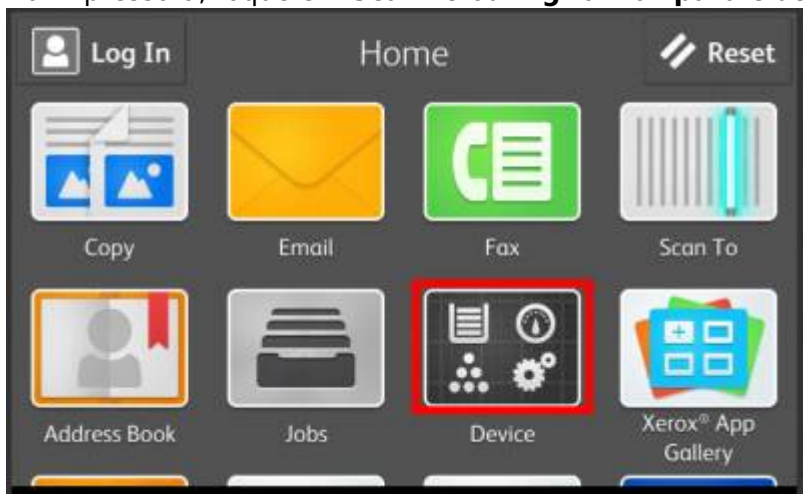 Log In Home Reset
Copy Email Fax Scan To
Address Book Jobs Device Xerox® App
Gallery